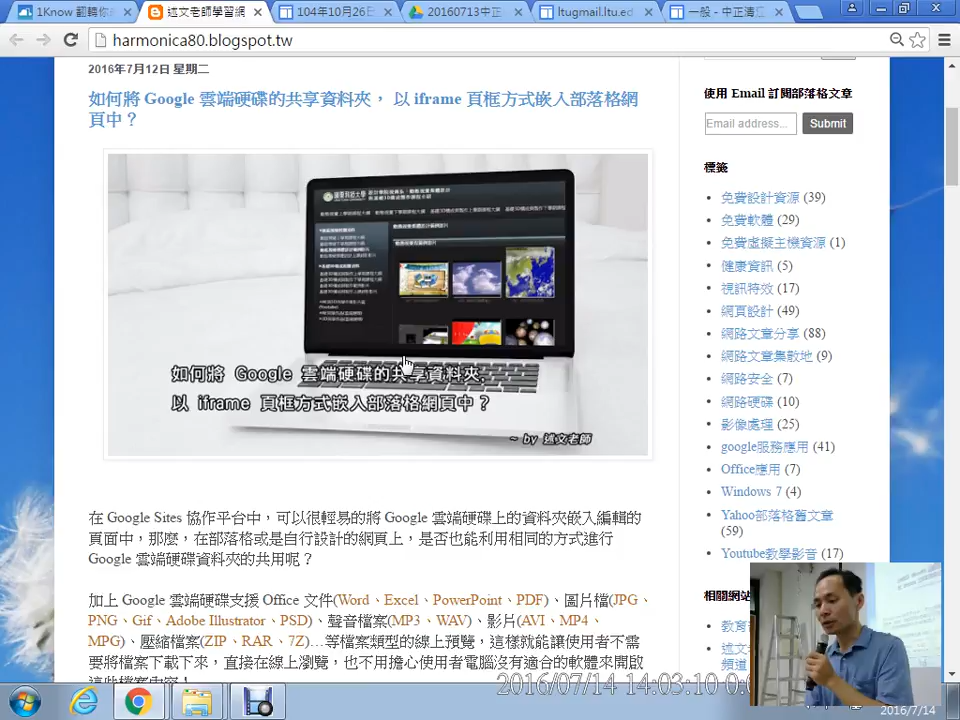 1Know 翻轉你的
述文老師學習網
104年10月26日
20160713中正
ltugmail.ltu.ed
一般 - 中正清江
harmonica80.blogspot.tw
2016年7月12日 星期二
如何將 Google 雲端硬碟的共享資料夾， 以 iframe 頁框方式嵌入部落格網
頁中？
如何將 Google 雲端硬碟的共享資料夾,
以 iframe 頁框方式嵌入部落格網頁中？
~ by 述文老師
在 Google Sites 協作平台中，可以很輕易的將 Google 雲端硬碟上的資料夾嵌入編輯的
頁面中，那麼，在部落格或是自行設計的網頁上，是否也能利用相同的方式進行
Google 雲端硬碟資料夾的共用呢？
加上 Google 雲端硬碟支援 Office 文件(Word、Excel、PowerPoint、PDF)、圖片檔(JPG、
PNG、Gif、Adobe Illustrator、PSD)、聲音檔案(MP3、WAV)、影片(AVI、MP4、
MPG)、壓縮檔案(ZIP、RAR、7Z)…等檔案類型的線上預覽，這樣就能讓使用者不需
要將檔案下載下來，直接在線上瀏覽，也不用擔心使用者電腦沒有適合的軟體來開啟
這些檔案內容！
使用 Email 訂閱部落格文章
Email address...
Submit
標籤
免費設計資源 (39)
免費軟體 (29)
免費虛擬主機資源 (1)
健康資訊 (5)
視訊特效 (17)
網頁設計 (49)
網路文章分享 (88)
網路文章集散地 (9)
網路安全 (7)
網路硬碟 (10)
影像處理 (25)
google服務應用 (41)
Office應用 (7)
Windows 7 (4)
Yahoo部落格舊文章
(59)
Youtube教學影音 (17)
相關網站
教育
述文
頻道
2016/07/14 14:03:10
2016/7/14